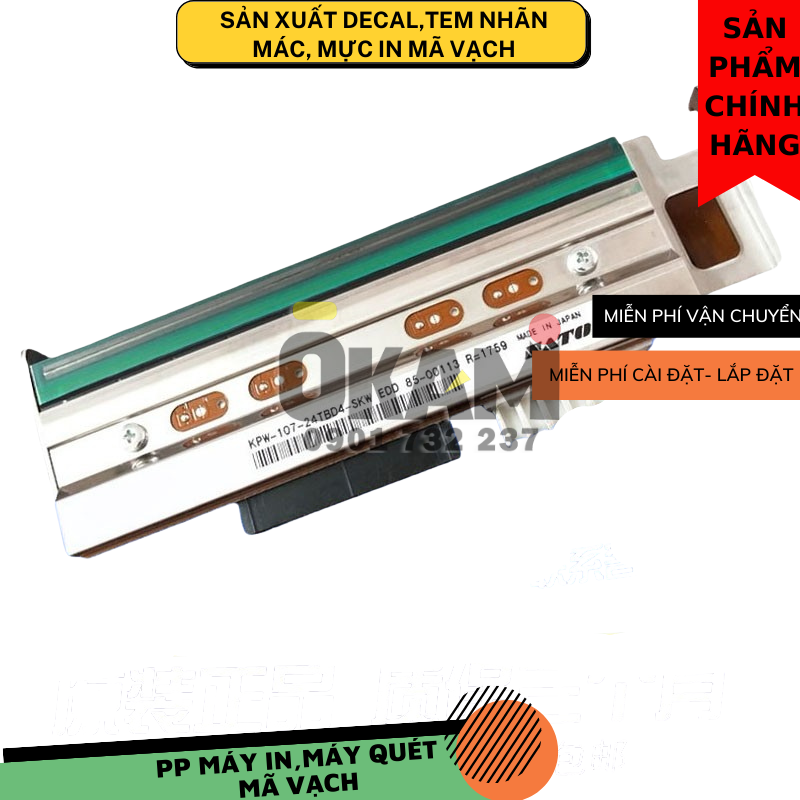 SẢN XUẤT DECAL,TEM NHÃN
MÁC, MỰC IN MÃ VẠCH
SẢN
PHẨM
CHÍNH
HÃNG
MIỄN PHÍ VẬN CHUYỂN
MIỄN PHÍ CÀI ĐẶT- LẮP ĐẶT
MADE IN JAPAN
KPW-107-24TBD4-SKW EDD 85-00113 R=1759
ŌKAMI
0901 732 237
PP MÁY IN,MÁY QUÉT
MÃ VẠCH